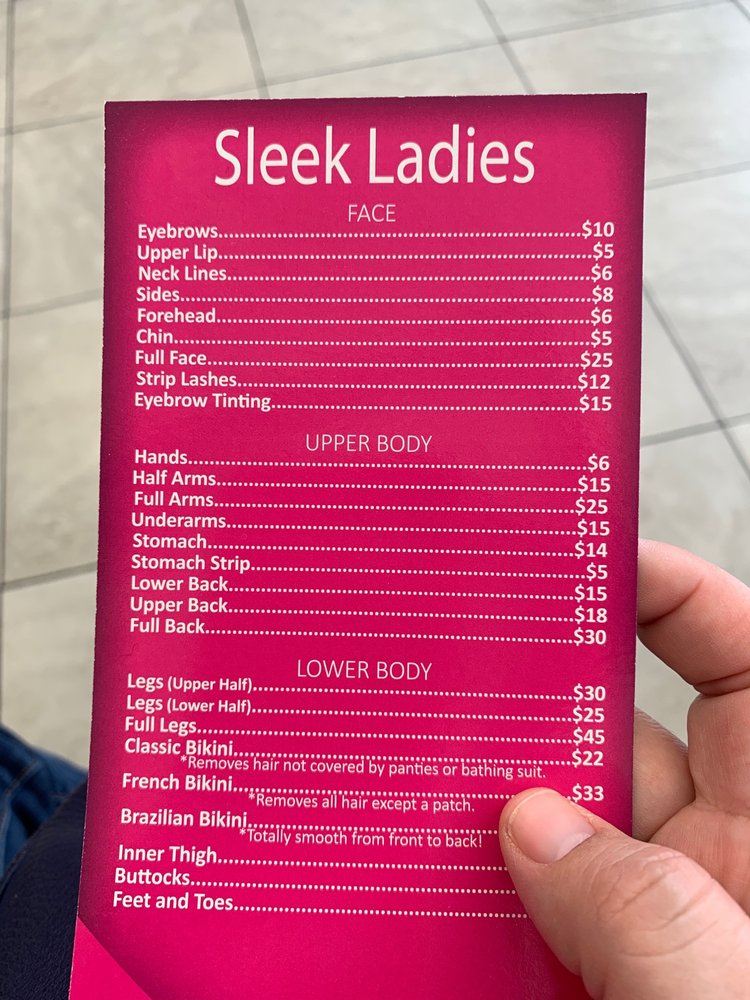 Sleek Ladies
FACE
Eyebrows....................$10
Upper Lip....................$5
Neck Lines....................$6
Sides....................$8
Forehead....................$6
Chin....................$5
Full Face....................$25
Strip Lashes....................$12
Eyebrow Tinting....................$15
UPPER BODY
Hands....................$6
Half Arms....................$15
Full Arms....................$25
Underarms....................$15
Stomach....................$14
Stomach Strip....................$5
Lower Back....................$15
Upper Back....................$18
Full Back....................$30
LOWER BODY
Legs (Upper Half)....................$30
Legs (Lower Half)....................$25
Full Legs....................$45
Classic Bikini....................$22
*Removes hair not covered by panties or bathing suit.
French Bikini....................$33
*Removes all hair except a patch.
Brazilian Bikini....................
*Totally smooth from front to back!
Inner Thigh....................
Buttocks....................
Feet and Toes....................